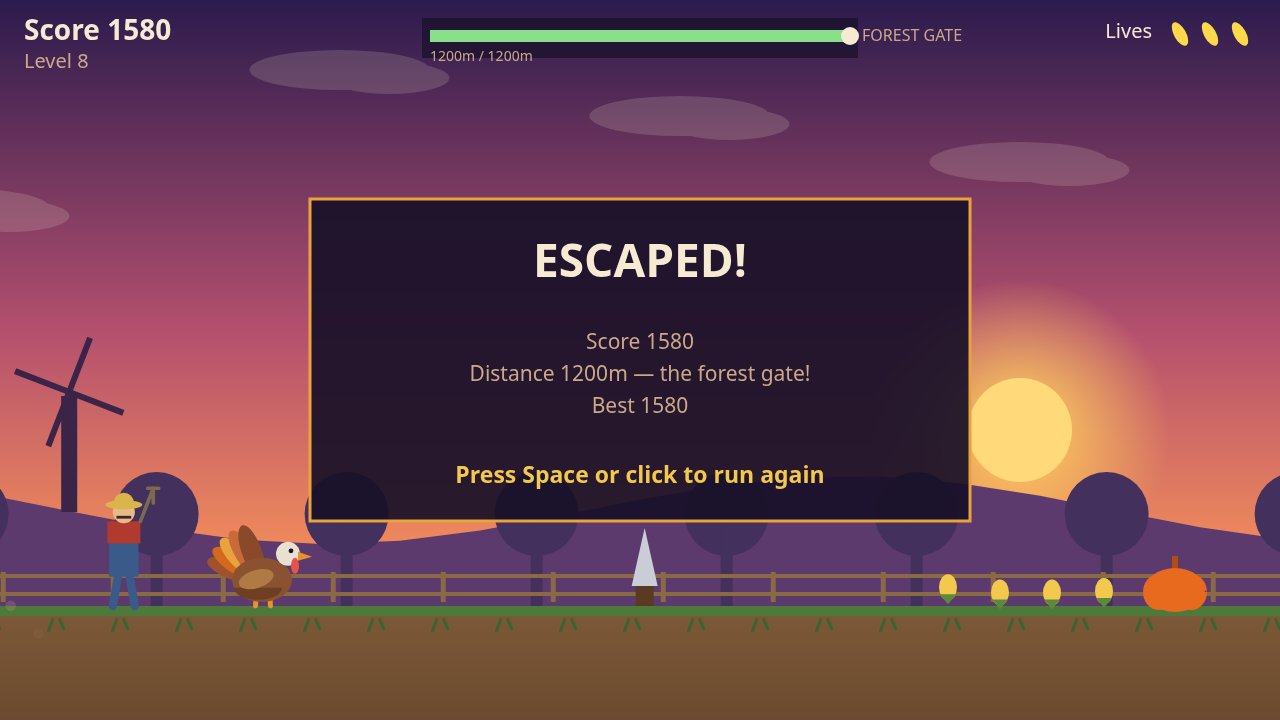 Score 1580
Level 8
1200m / 1200m
FOREST GATE
Lives
ESCAPED!
Score 1580
Distance 1200m — the forest gate!
Best 1580
Press Space or click to run again